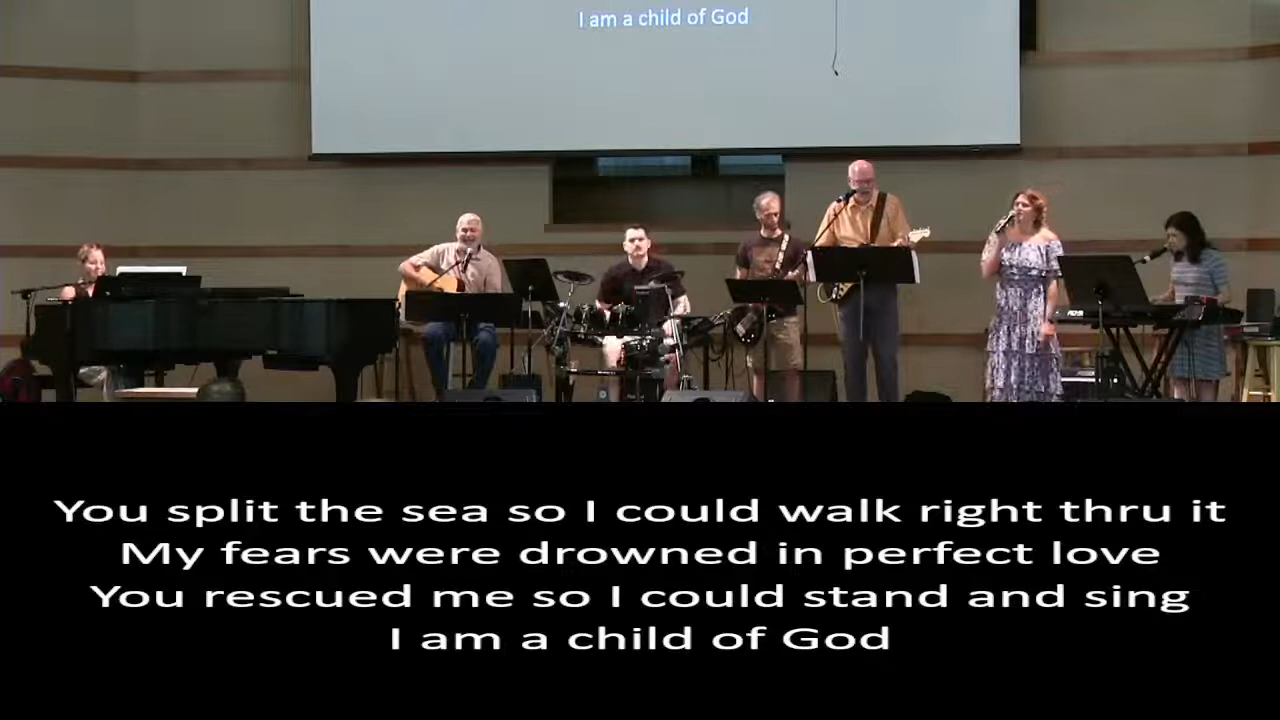 I am a child of God
You split the sea so I could walk right thru it
My fears were drowned in perfect love
You rescued me so I could stand and sing
I am a child of God